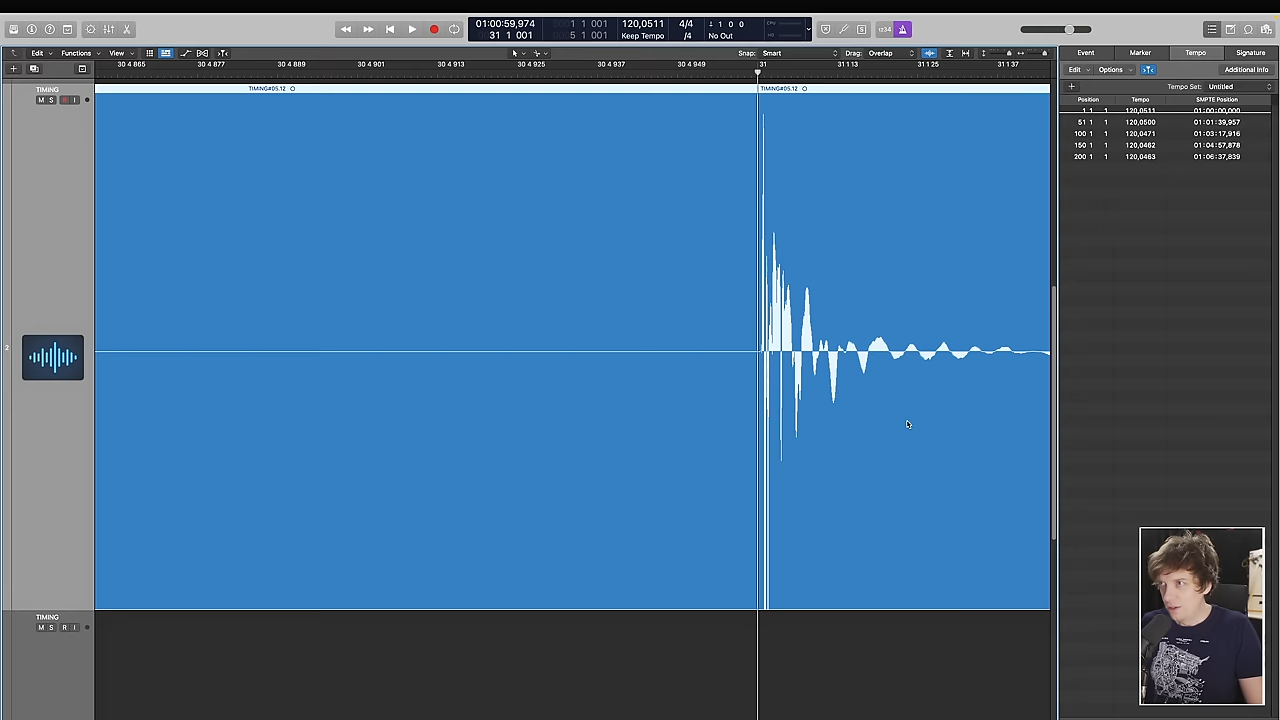 01:00:59,974
31 1 001
1 1 001
5 1 001
120,0511
Keep Tempo
4/4
/4
1 0 0
No Out
CPU
HD
1234
Edit Functions View
Snap: Smart
Drag: Overlap
Event Marker Tempo Signature
30 4 865 30 4 877 30 4 889 30 4 901 30 4 913 30 4 925 30 4 937 30 4 949 31 31 1 13 31 1 25 31 1 37
Edit Options Additional Info
Tempo Set: Untitled
Position Tempo SMPTE Position
1 1 1 120,0511 01:00:00,000
51 1 1 120,0500 01:01:39,957
100 1 1 120,0471 01:03:17,916
150 1 1 120,0462 01:04:57,878
200 1 1 120,0463 01:06:37,839
TIMING
M S R I
TIMING#05.12
TIMING#05.12
2
TIMING
M S R I